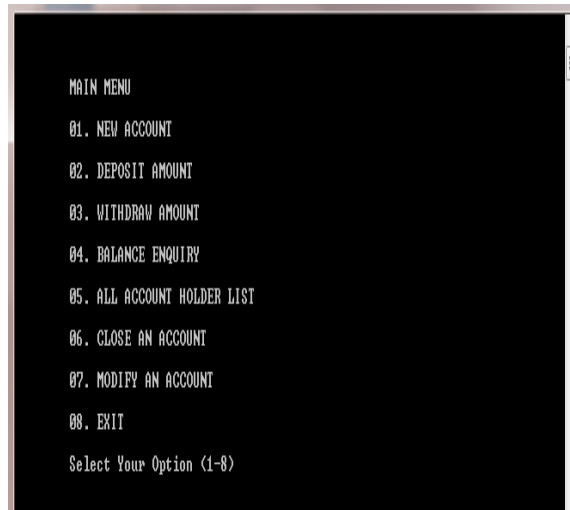 MAIN MENU
01. NEW ACCOUNT
02. DEPOSIT AMOUNT
03. WITHDRAW AMOUNT
04. BALANCE ENQUIRY
05. ALL ACCOUNT HOLDER LIST
06. CLOSE AN ACCOUNT
07. MODIFY AN ACCOUNT
08. EXIT
Select Your Option (1-8)